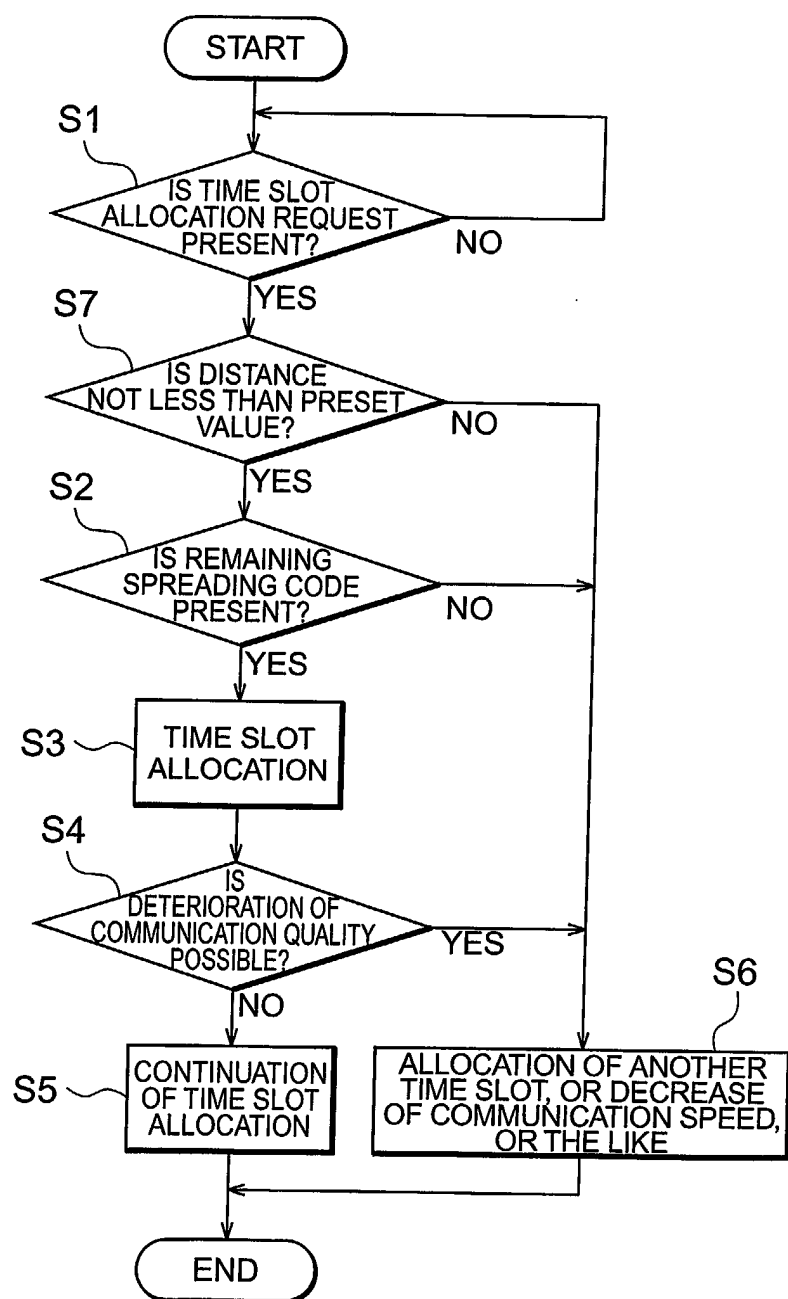 START
S1
IS TIME SLOT
ALLOCATION REQUEST
PRESENT?
NO
YES
S7
IS DISTANCE
NOT LESS THAN PRESET
VALUE?
NO
YES
S2
IS REMAINING
SPREADING CODE
PRESENT?
NO
YES
S3
TIME SLOT
ALLOCATION
S4
IS
DETERIORATION OF
COMMUNICATION QUALITY
POSSIBLE?
YES
NO
S5
CONTINUATION
OF TIME SLOT
ALLOCATION
S6
ALLOCATION OF ANOTHER
TIME SLOT, OR DECREASE
OF COMMUNICATION SPEED,
OR THE LIKE
END